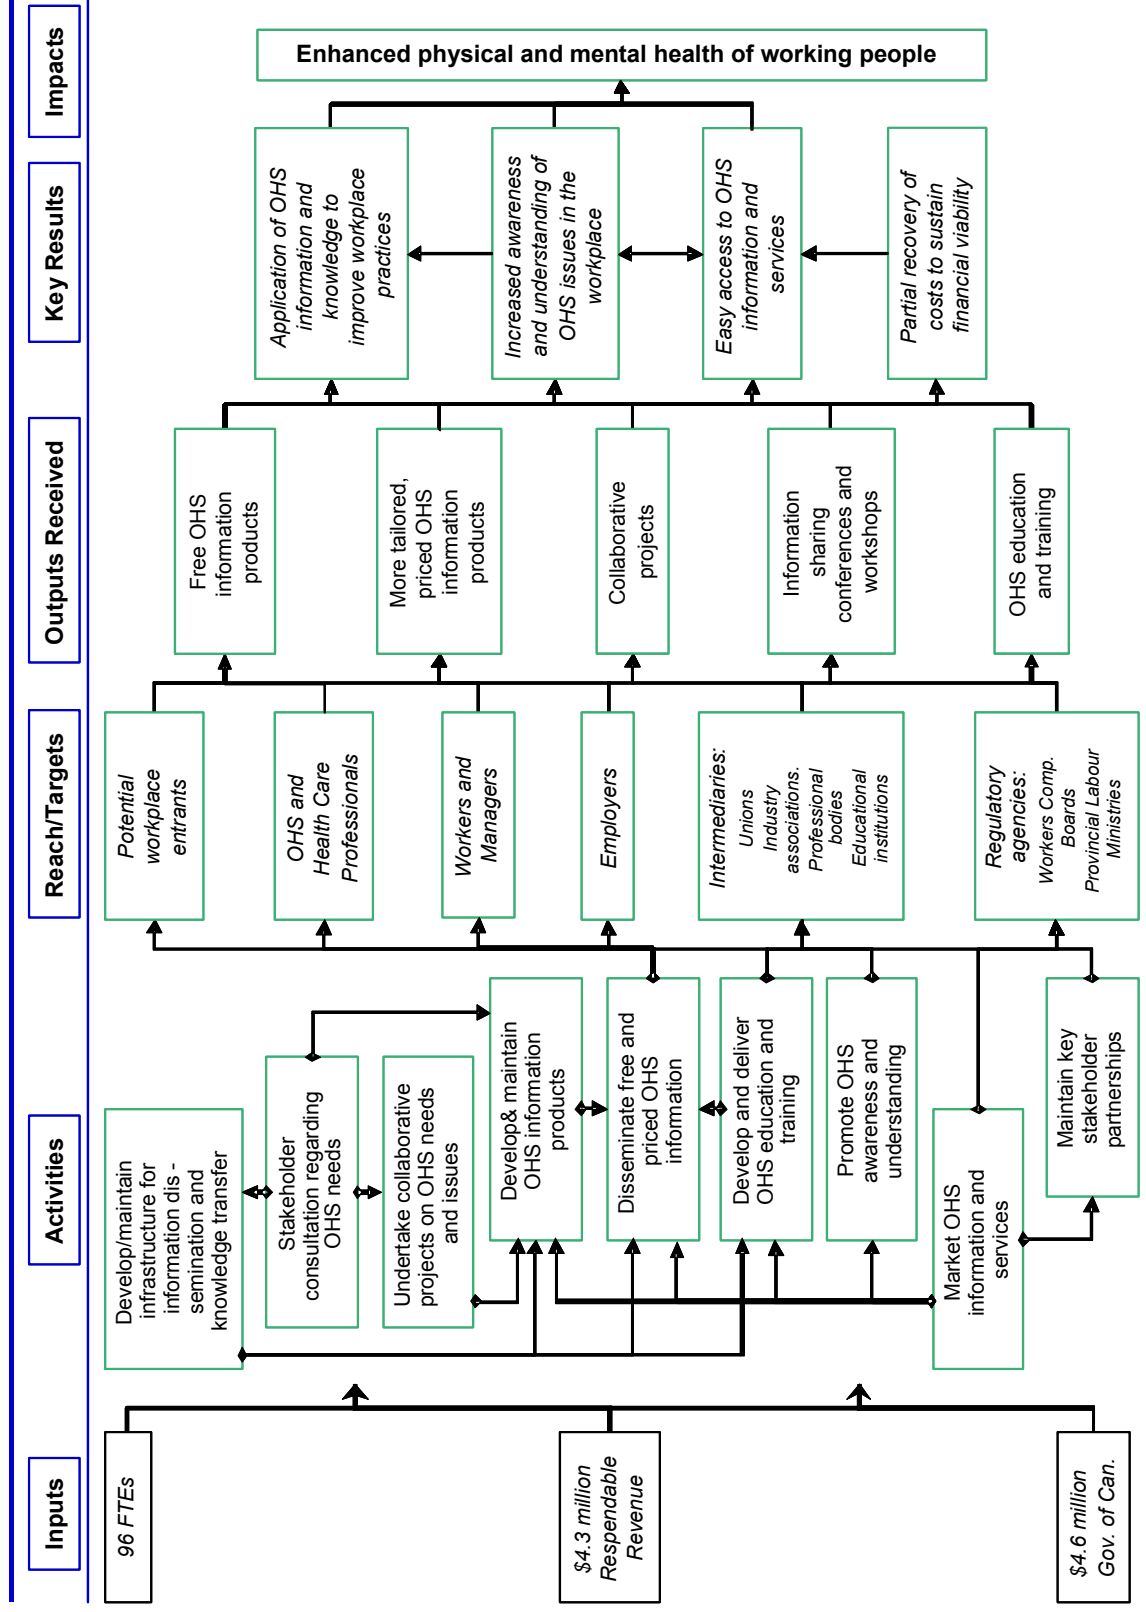 Inputs
Activities
Reach/Targets
Outputs Received
Key Results
Impacts
96 FTEs
$4.3 million
Respendable
Revenue
$4.6 million
Gov. of Can.
Develop/maintain
infrastructure for
information dis -
semination and
knowledge transfer
Stakeholder
consultation regarding
OHS needs
Undertake collaborative
projects on OHS needs
and issues
Develop& maintain
OHS information
products
Disseminate free and
priced OHS
information
Develop and deliver
OHS education and
training
Promote OHS
awareness and
understanding
Market OHS
information and
services
Maintain key
stakeholder
partnerships
Potential
workplace
entrants
OHS and
Health Care
Professionals
Workers and
Managers
Employers
Intermediaries:
Unions
Industry
associations.
Professional
bodies
Educational
institutions
Regulatory
agencies:
Workers Comp.
Boards
Provincial Labour
Ministries
Free OHS
information
products
More tailored,
priced OHS
information
products
Collaborative
projects
Information
sharing
conferences and
workshops
OHS education
and training
Application of OHS
information and
knowledge to
improve workplace
practices
Increased awareness
and understanding of
OHS issues in the
workplace
Easy access to OHS
information and
services
Partial recovery of
costs to sustain
financial viability
Enhanced physical and mental health of working people